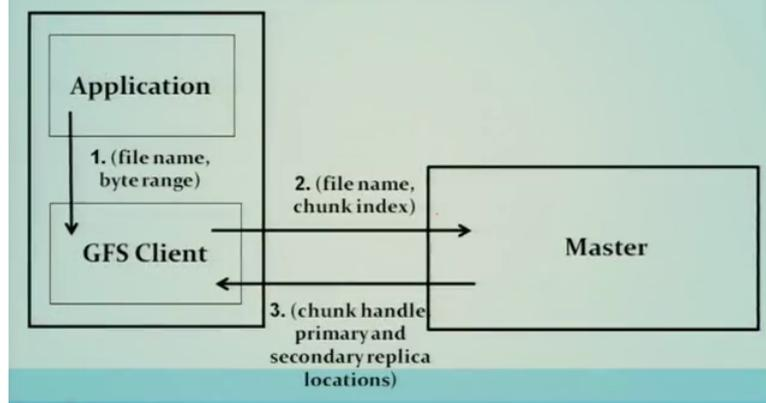 Application
1. (file name,
byte range)
GFS Client
2. (file name,
chunk index)
Master
3. (chunk handle
primary and
secondary replica
locations)